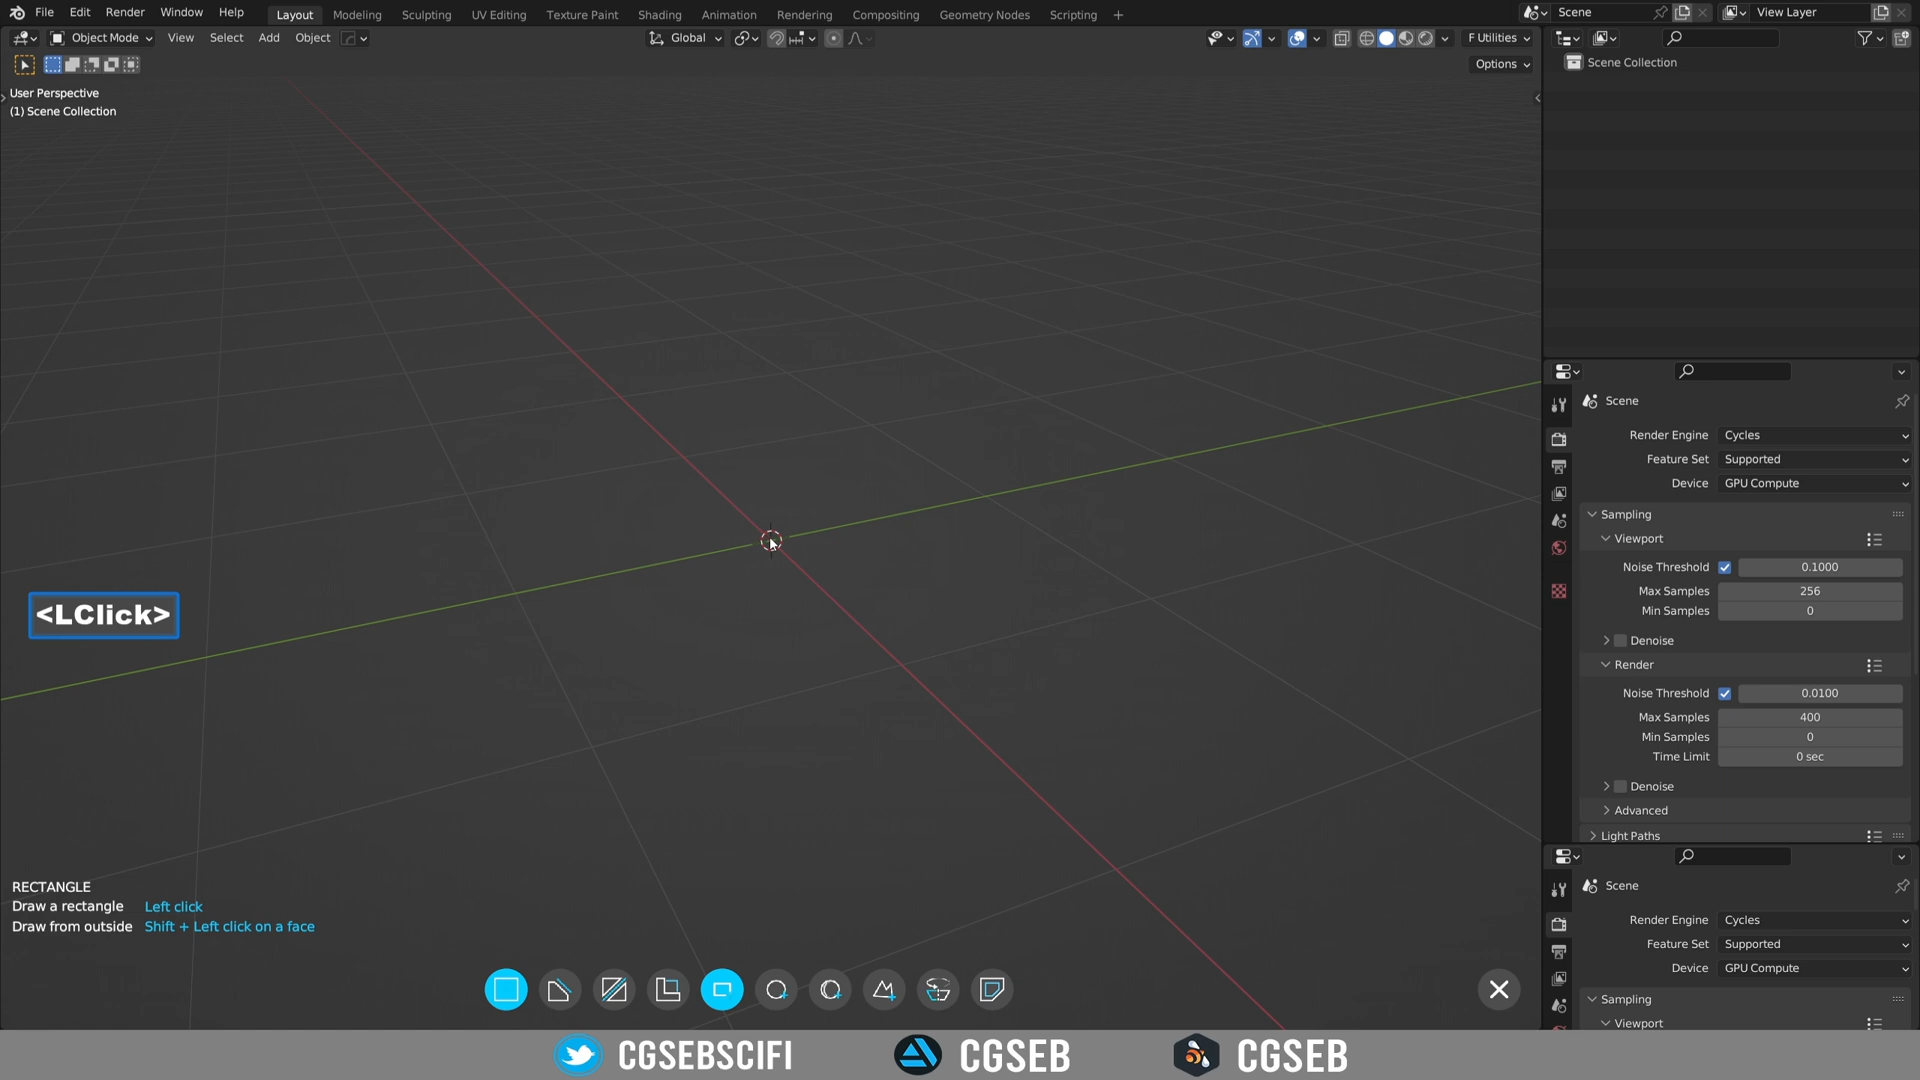 File Edit Render Window Help Layout Modeling Sculpting UV Editing Texture Paint Shading Animation Rendering Compositing Geometry Nodes Scripting + Scene View Layer
Object Mode View Select Add Object Global F Utilities
Options
User Perspective
(1) Scene Collection
<LClick>
RECTANGLE
Draw a rectangle Left click
Draw from outside Shift + Left click on a face
Scene Collection
Scene
Render Engine Cycles
Feature Set Supported
Device GPU Compute
Sampling
Viewport
Noise Threshold 0.1000
Max Samples 256
Min Samples 0
Denoise
Render
Noise Threshold 0.0100
Max Samples 400
Min Samples 0
Time Limit 0 sec
Denoise
Advanced
Light Paths
Scene
Render Engine Cycles
Feature Set Supported
Device GPU Compute
Sampling
Viewport
CGSEBSCIFI CGSEB CGSEB